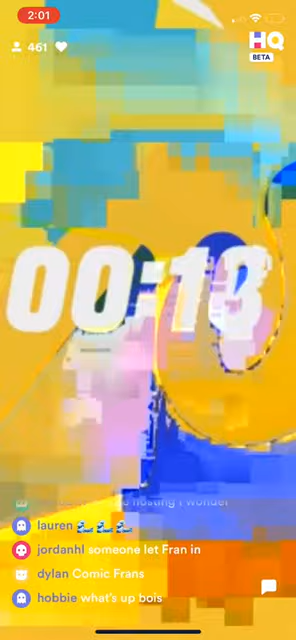 2:01
461
HQ
BETA
00:18
hosting I wonder
lauren
jordanhl someone let Fran in
dylan Comic Frans
hobbie what's up bois